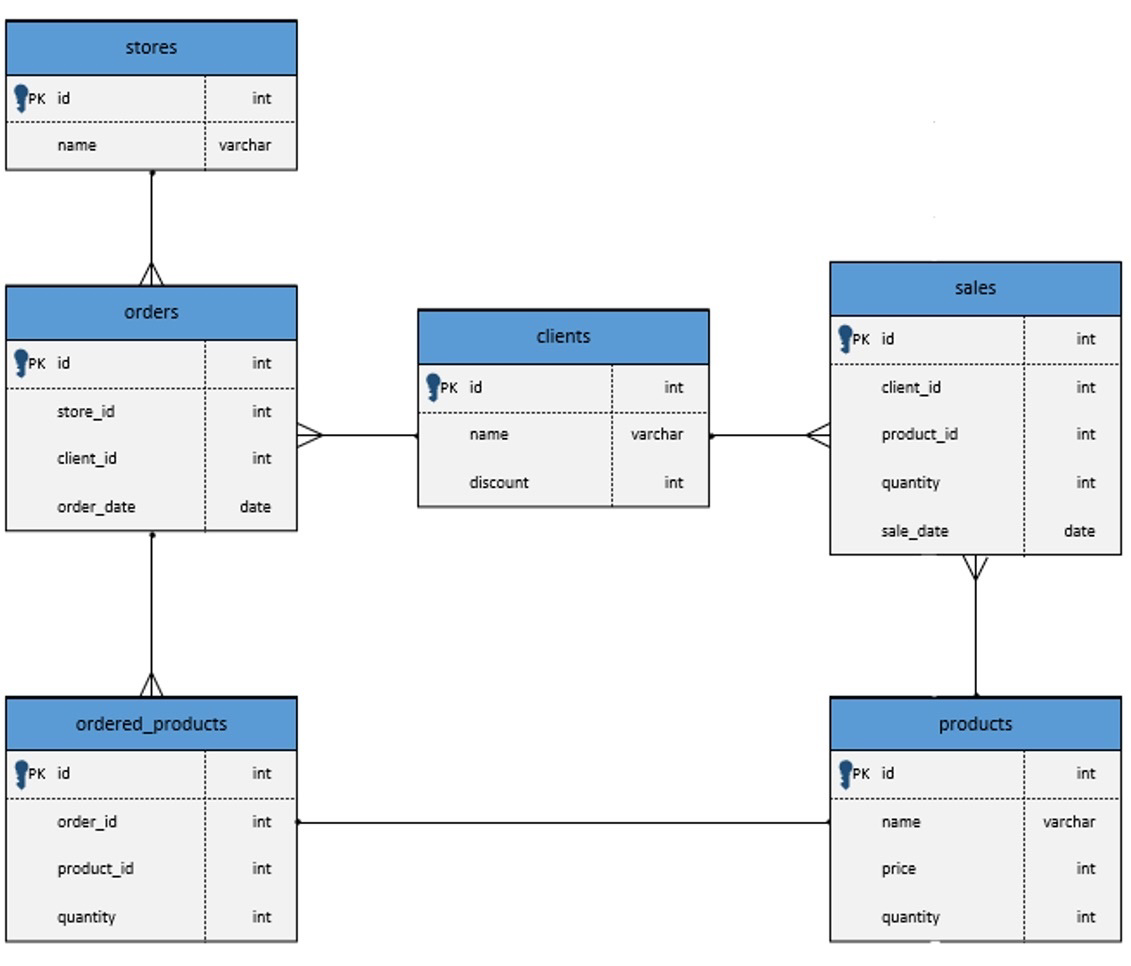 stores
PK id int
name varchar
orders
PK id int
store_id int
client_id int
order_date date
clients
PK id int
name varchar
discount int
sales
PK id int
client_id int
product_id int
quantity int
sale_date date
ordered_products
PK id int
order_id int
product_id int
quantity int
products
PK id int
name varchar
price int
quantity int